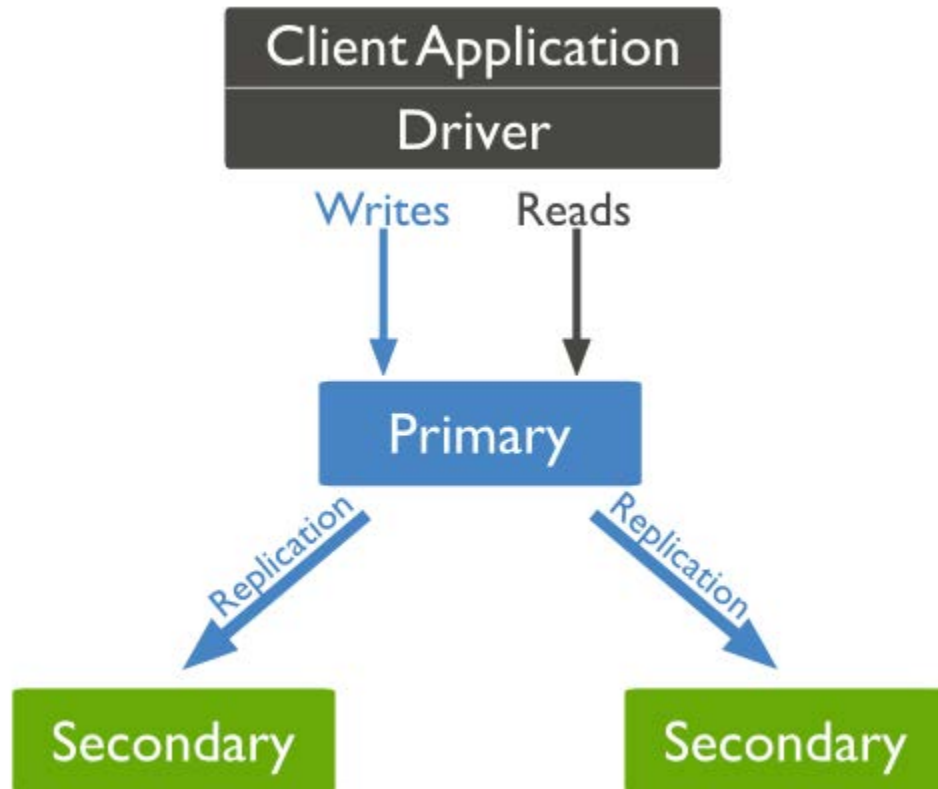 Client Application
Driver
Writes
Reads
Primary
Replication
Replication
Secondary
Secondary